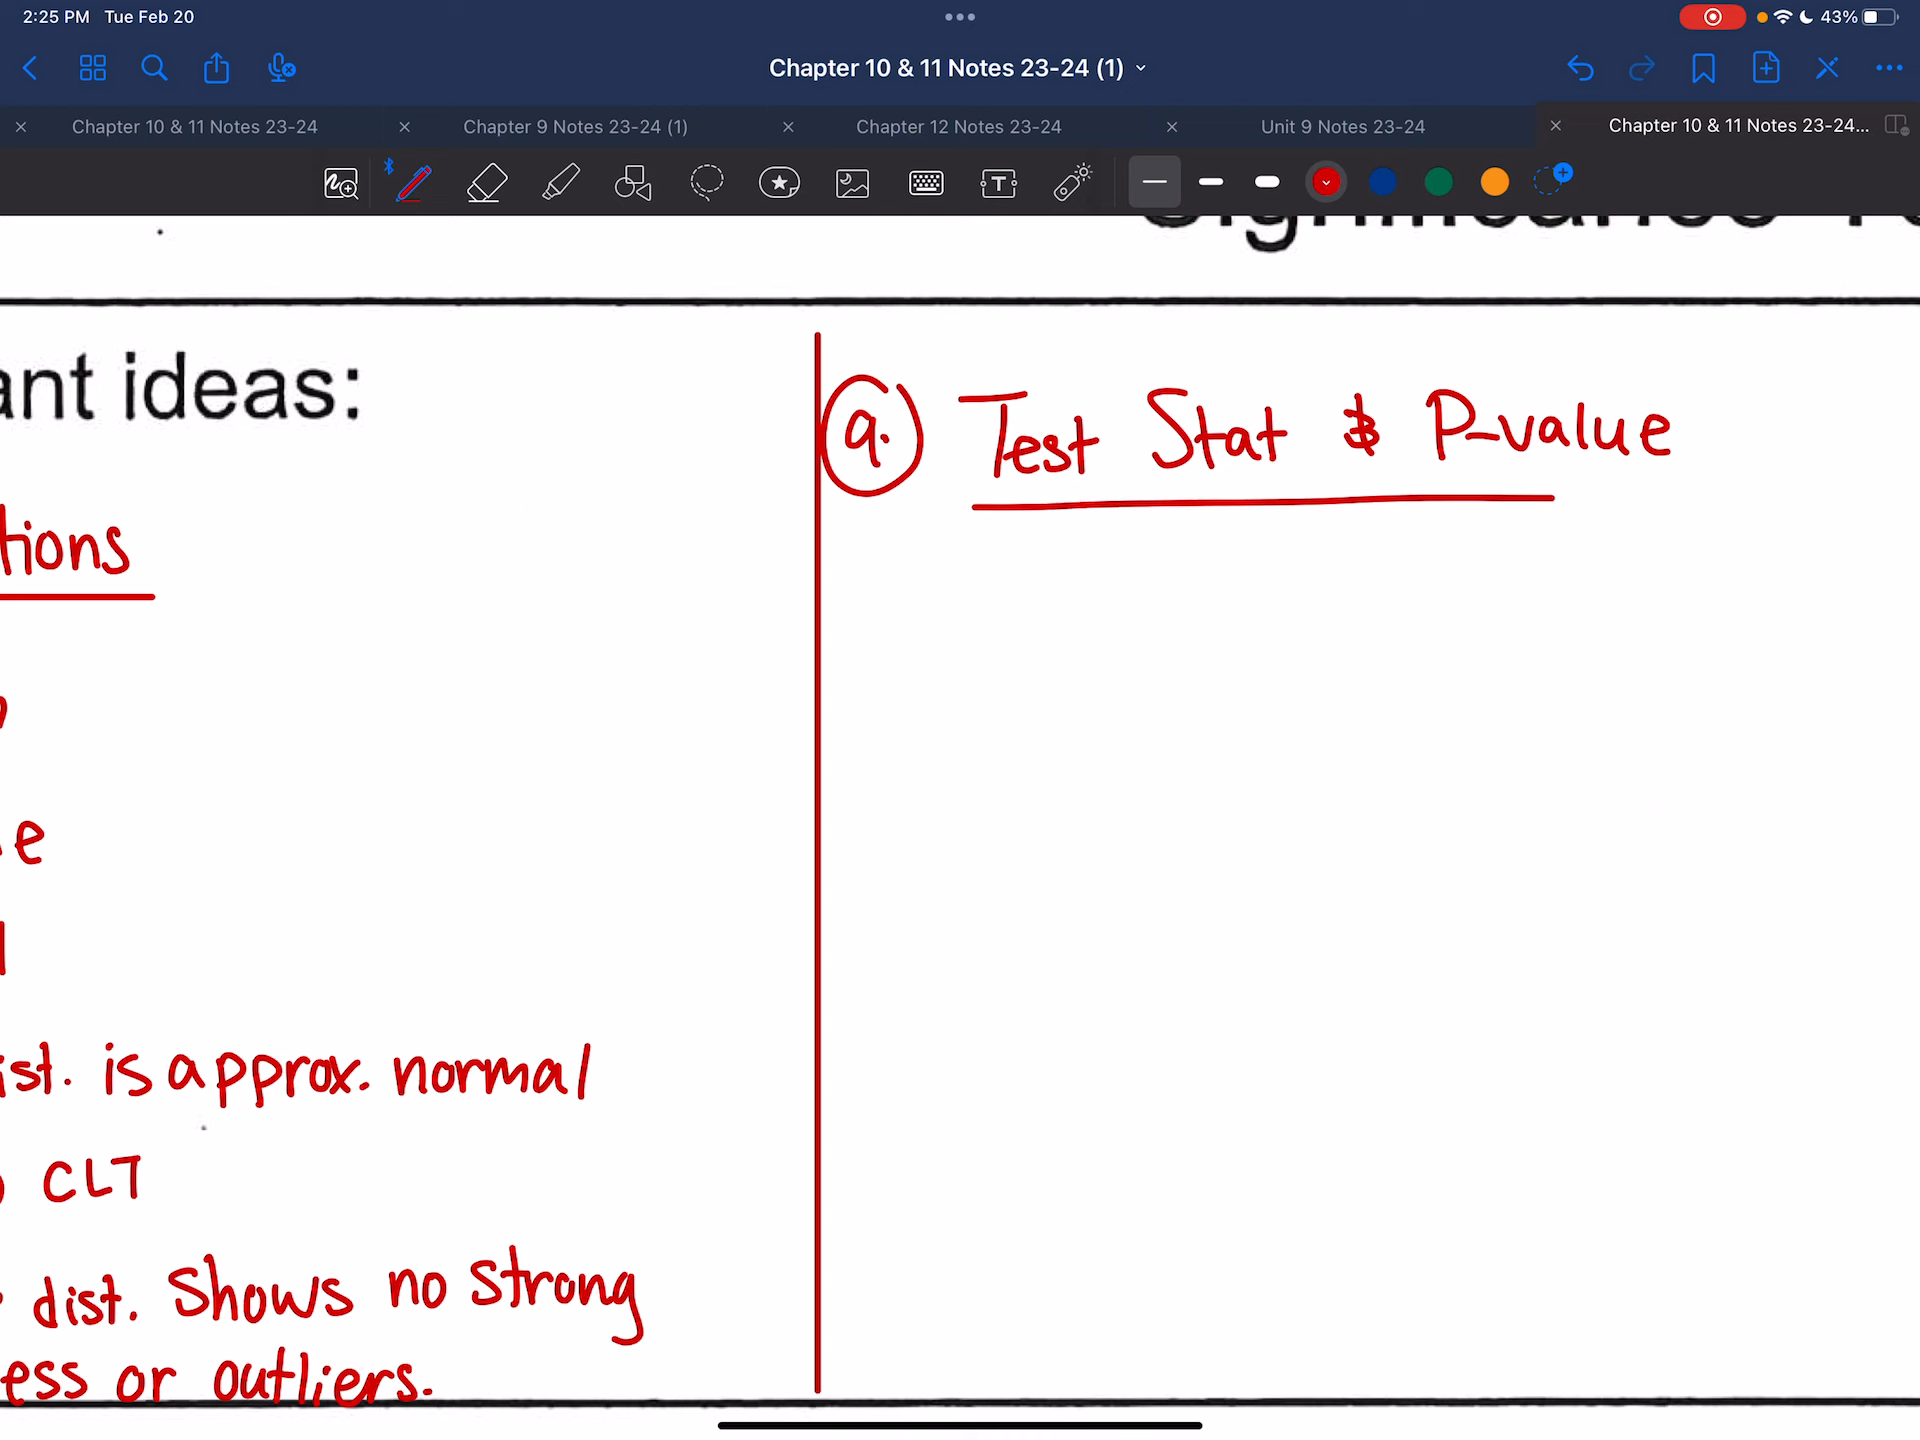 2:25 PM Tue Feb 20
43%
Chapter 10 & 11 Notes 23-24 (1)
Chapter 10 & 11 Notes 23-24
Chapter 9 Notes 23-24 (1)
Chapter 12 Notes 23-24
Unit 9 Notes 23-24
Chapter 10 & 11 Notes 23-24...
T
Significance T
ant ideas:
tions
e
ist. is approx. normal
CLT
dist. Shows no strong
ess or outliers.
9. Test Stat & P-value